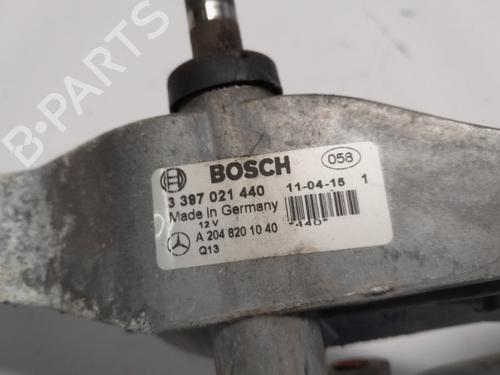 BOSCH
058
3 397 021 440
11-04-15 1
Made in Germany
12 V
-440-
A 204 820 10 40
Q13
B-PARTS